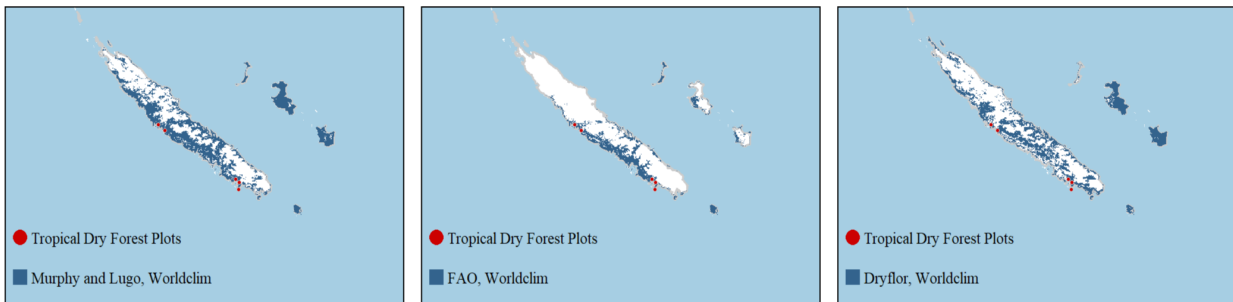 Tropical Dry Forest Plots
Murphy and Lugo, Worldclim
Tropical Dry Forest Plots
FAO, Worldclim
Tropical Dry Forest Plots
Dryflor, Worldclim